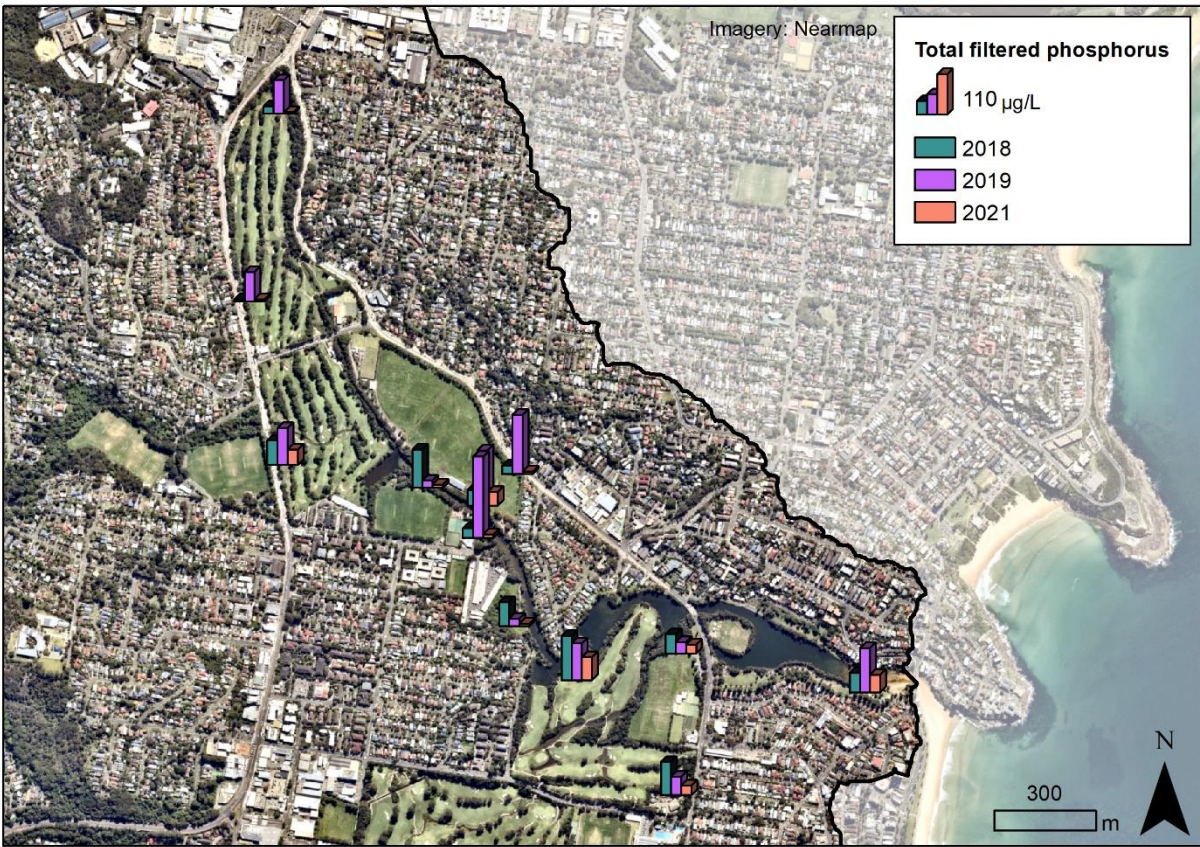 Imagery: Nearmap
Total filtered phosphorus
110 µg/L
2018
2019
2021
N
300
m